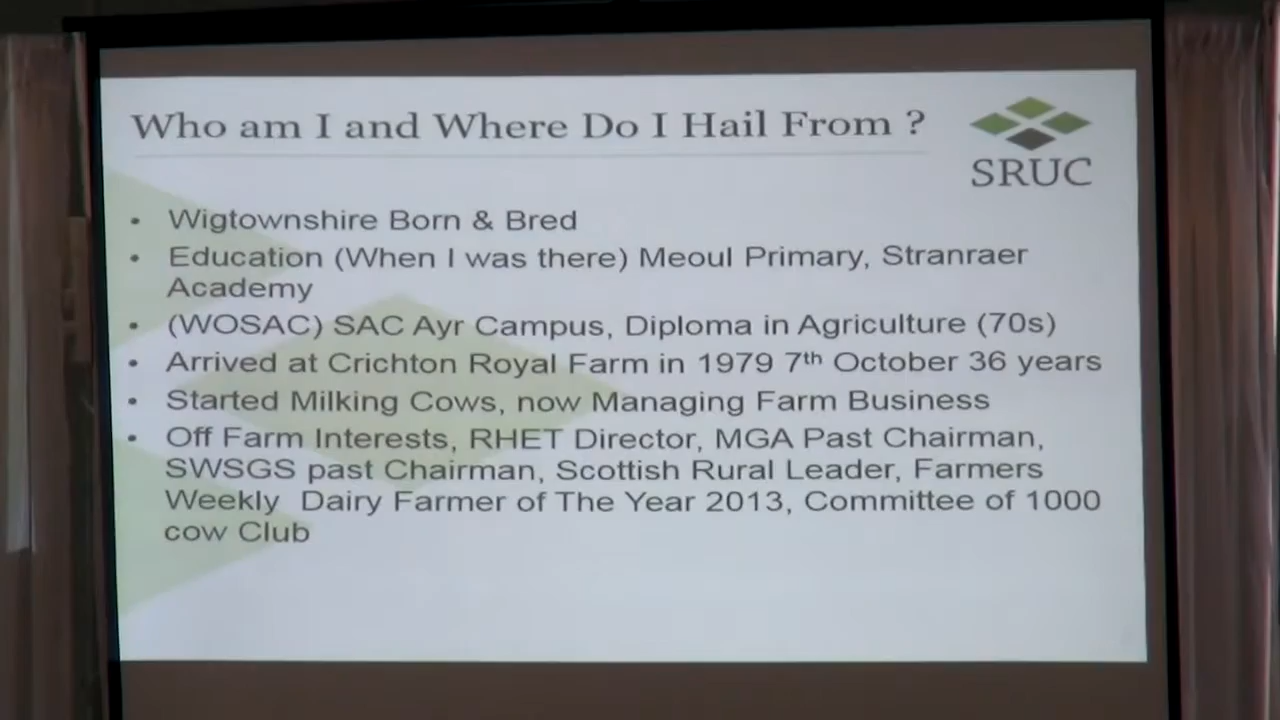 Who am I and Where Do I Hail From ?
SRUC
• Wigtownshire Born & Bred
• Education (When I was there) Meoul Primary, Stranraer
Academy
• (WOSAC) SAC Ayr Campus, Diploma in Agriculture (70s)
• Arrived at Crichton Royal Farm in 1979 7th October 36 years
• Started Milking Cows, now Managing Farm Business
• Off Farm Interests, RHET Director, MGA Past Chairman,
SWSGS past Chairman, Scottish Rural Leader, Farmers
Weekly Dairy Farmer of The Year 2013, Committee of 1000
cow Club